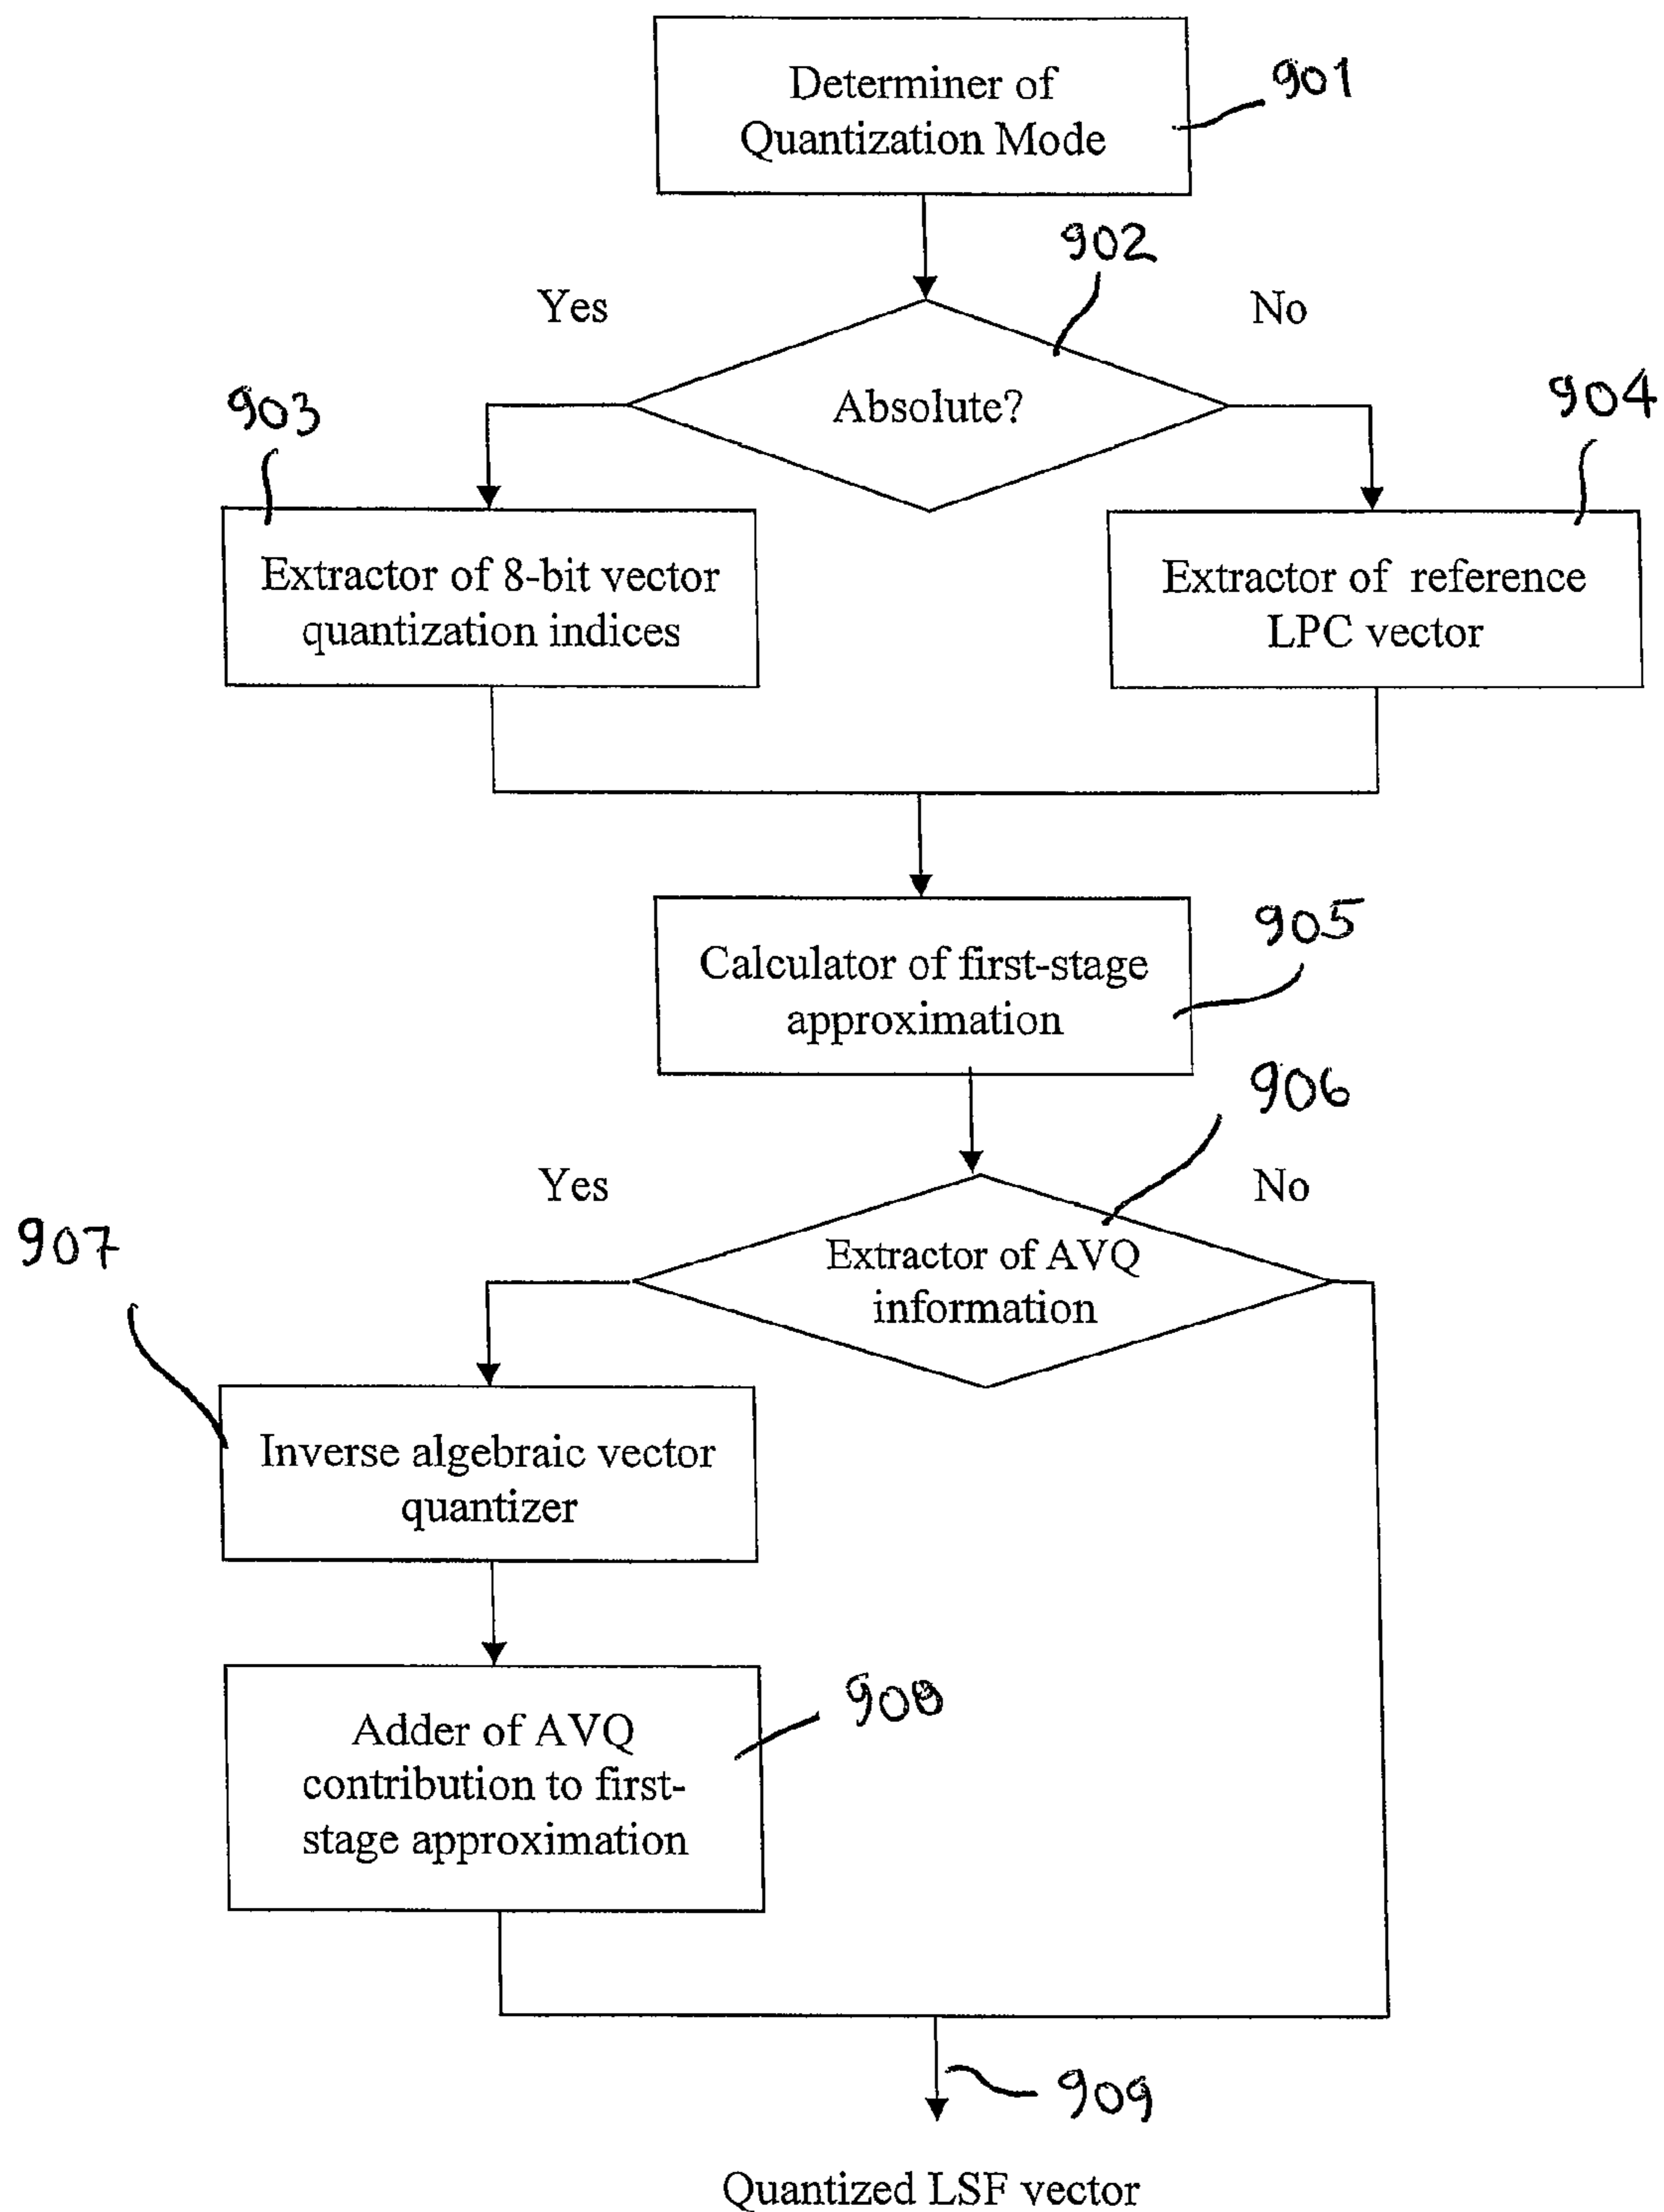 Determiner of
Quantization Mode
901
902
Yes
No
Absolute?
903
904
Extractor of 8-bit vector
quantization indices
Extractor of reference
LPC vector
Calculator of first-stage
approximation
905
906
Yes
No
Extractor of AVQ
information
907
Inverse algebraic vector
quantizer
Adder of AVQ
contribution to first-
stage approximation
908
909
Quantized LSF vector